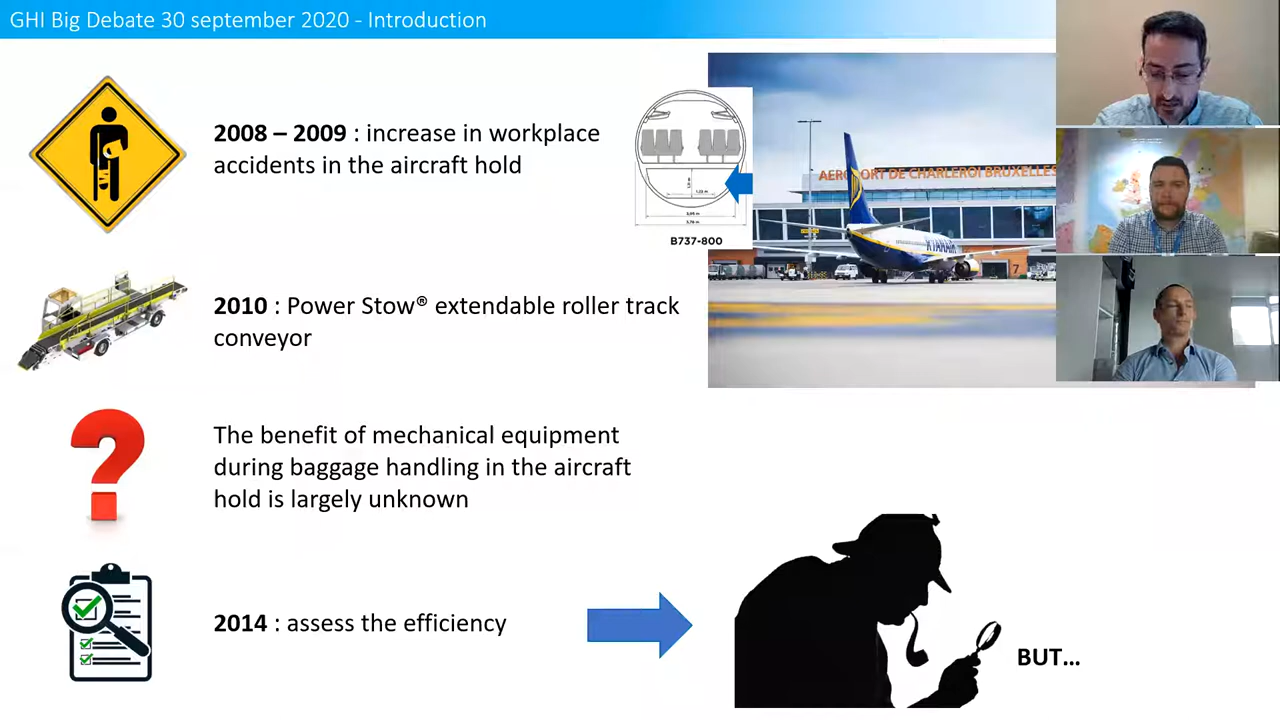 GHI Big Debate 30 september 2020 - Introduction
2008 – 2009 : increase in workplace
accidents in the aircraft hold
B737-800
AEROPORT DE CHARLEROI BRUXELLES
RYANAIR
7
2010 : Power Stow® extendable roller track
conveyor
The benefit of mechanical equipment
during baggage handling in the aircraft
hold is largely unknown
2014 : assess the efficiency
BUT...